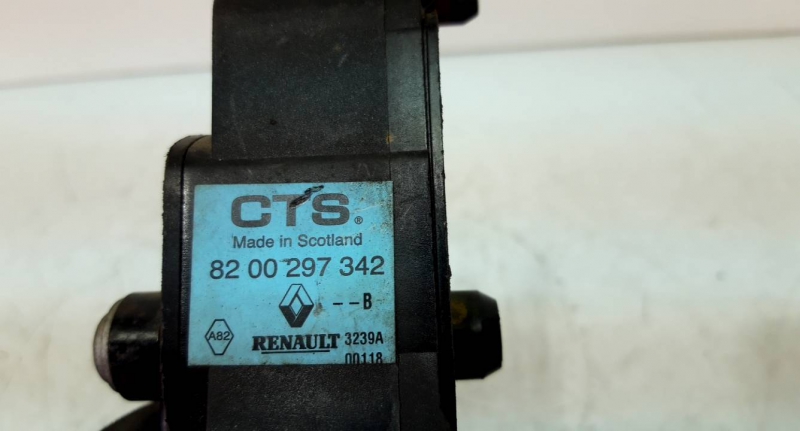 CTS®
Made in Scotland
82 00 297 342
--B
A82 RENAULT 3239A
00118